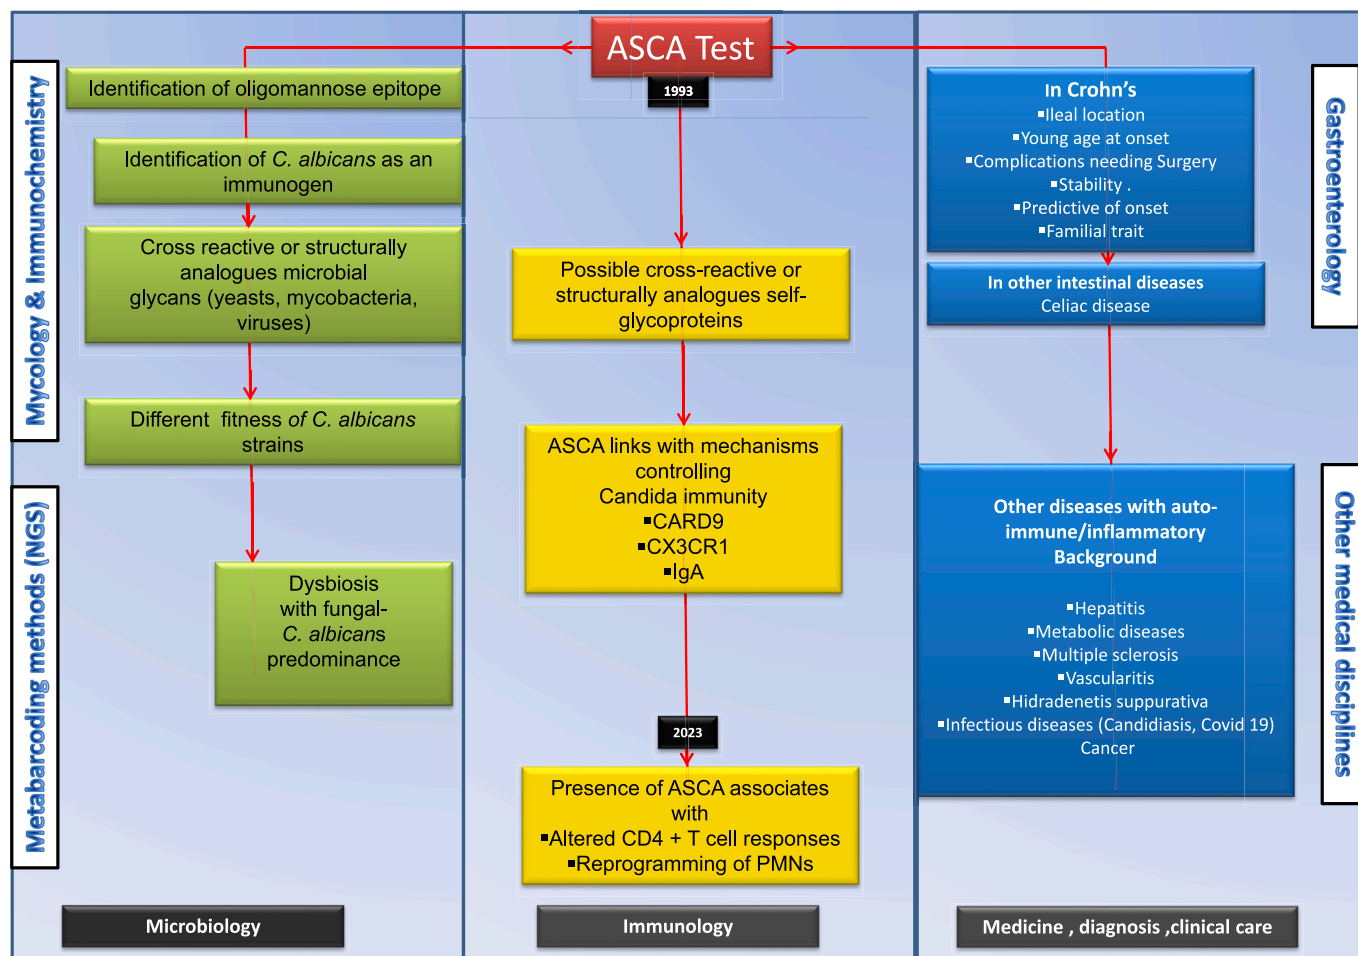 ASCA Test
1993
Mycology & Immunochemistry
Metabarcoding methods (NGS)
Identification of oligomannose epitope
Identification of C. albicans as an
immunogen
Cross reactive or structurally
analogues microbial
glycans (yeasts, mycobacteria,
viruses)
Different fitness of C. albicans
strains
Dysbiosis
with fungal-
C. albicans
predominance
Microbiology
Possible cross-reactive or
structurally analogues self-
glycoproteins
ASCA links with mechanisms
controlling
Candida immunity
▪CARD9
▪CX3CR1
▪IgA
2023
Presence of ASCA associates
with
▪Altered CD4 + T cell responses
▪Reprogramming of PMNs
Immunology
In Crohn's
▪Ileal location
▪Young age at onset
▪Complications needing Surgery
▪Stability .
▪Predictive of onset
▪Familial trait
In other intestinal diseases
Celiac disease
Other diseases with auto-
immune/inflammatory
Background
▪Hepatitis
▪Metabolic diseases
▪Multiple sclerosis
▪Vascularitis
▪Hidradenetis suppurativa
▪Infectious diseases (Candidiasis, Covid 19)
Cancer
Medicine , diagnosis ,clinical care
Gastroenterology
Other medical disciplines